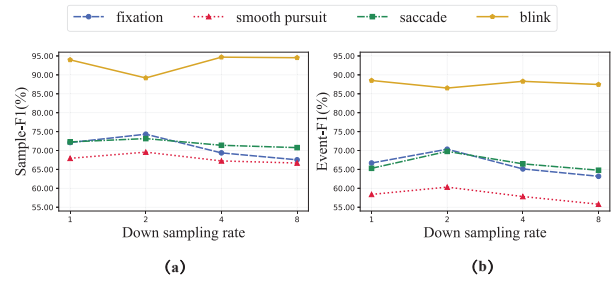 fixation smooth pursuit saccade blink
Sample-F1(%)
95.00
90.00
85.00
80.00
75.00
70.00
65.00
60.00
55.00
1 2 4 8
Down sampling rate
(a)
Event-F1(%)
95.00
90.00
85.00
80.00
75.00
70.00
65.00
60.00
55.00
1 2 4 8
Down sampling rate
(b)